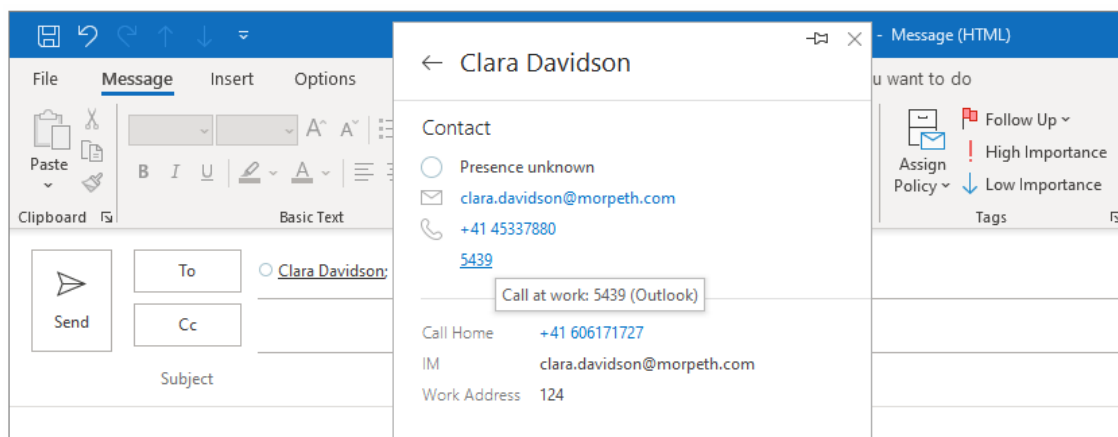 - Message (HTML)
File Message Insert Options
u want to do
Paste
B I U A
A A
Clipboard
Basic Text
Assign
Policy
Follow Up
High Importance
Low Importance
Tags
Send
To
Clara Davidson;
Cc
Subject
Clara Davidson
Contact
Presence unknown
clara.davidson@morpeth.com
+41 45337880
5439
Call at work: 5439 (Outlook)
Call Home +41 606171727
IM clara.davidson@morpeth.com
Work Address 124